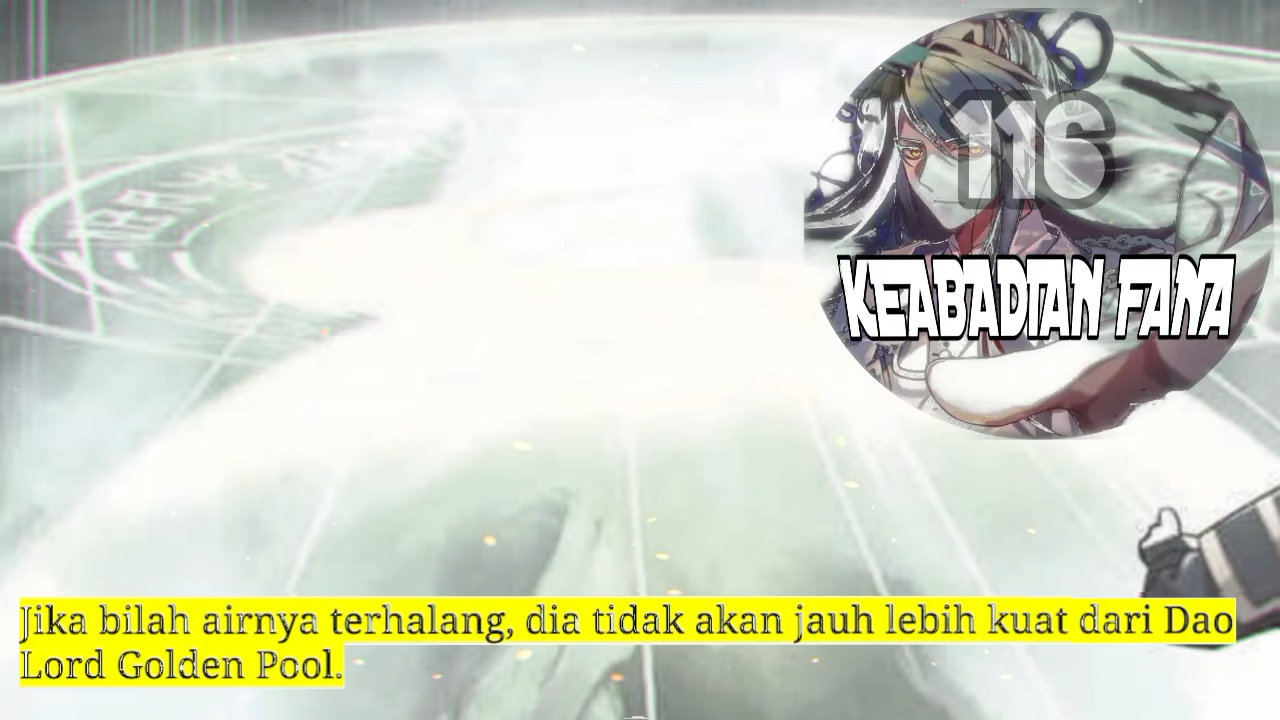 116
KEABADIAN FANA
Jika bilah airnya terhalang, dia tidak akan jauh lebih kuat dari Dao
Lord Golden Pool.